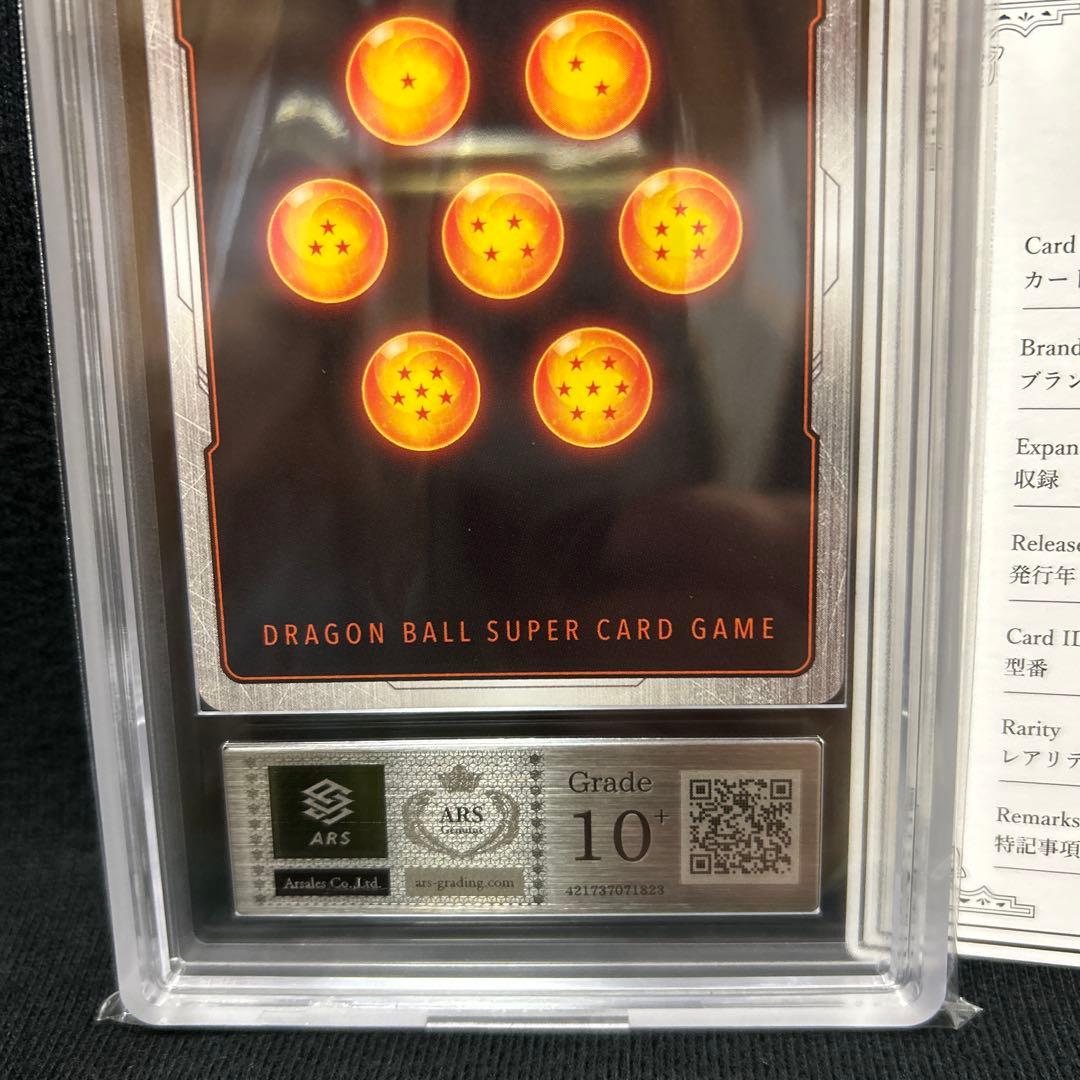 DRAGON BALL SUPER CARD GAME
ARS
Arsales Co.,Ltd.
ARS
Genuine
ars-grading.com
Grade
10+
421737071823
Card
カー
Brand
ブラン
Expan
収録
Release
発行年
Card ID
型番
Rarity
レアリテ
Remarks
特記事項